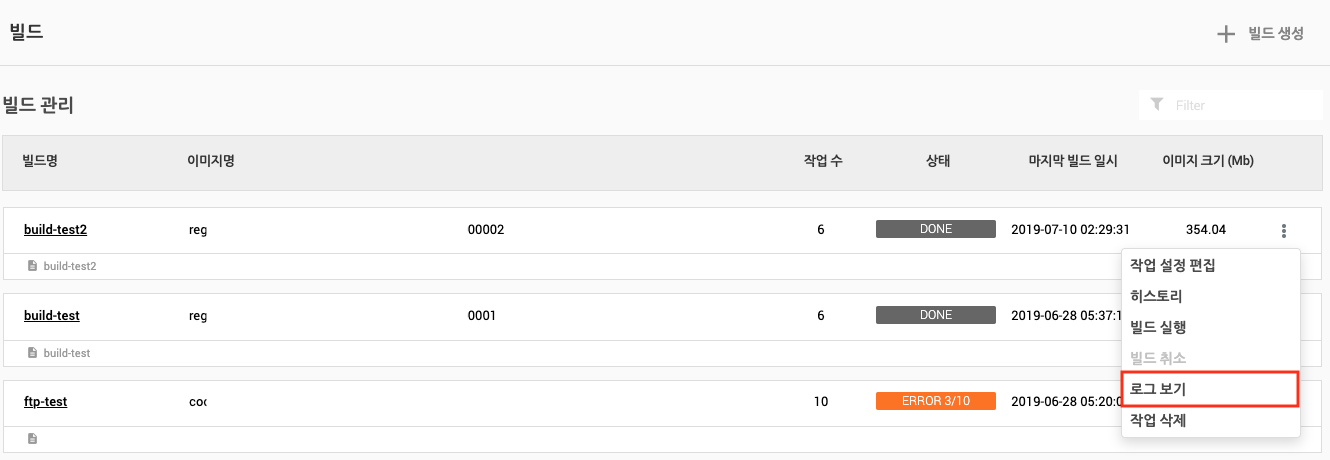 빌드
빌드 생성
빌드 관리
Filter
빌드명 이미지명 작업 수 상태 마지막 빌드 일시 이미지 크기 (Mb)
build-test2 reg 00002 6 DONE 2019-07-10 02:29:31 354.04
build-test2
build-test reg 0001 6 DONE 2019-06-28 05:37:1
build-test
ftp-test 10 ERROR 3/10 2019-06-28 05:20:0
작업 설정 편집
히스토리
빌드 실행
빌드 취소
로그 보기
작업 삭제